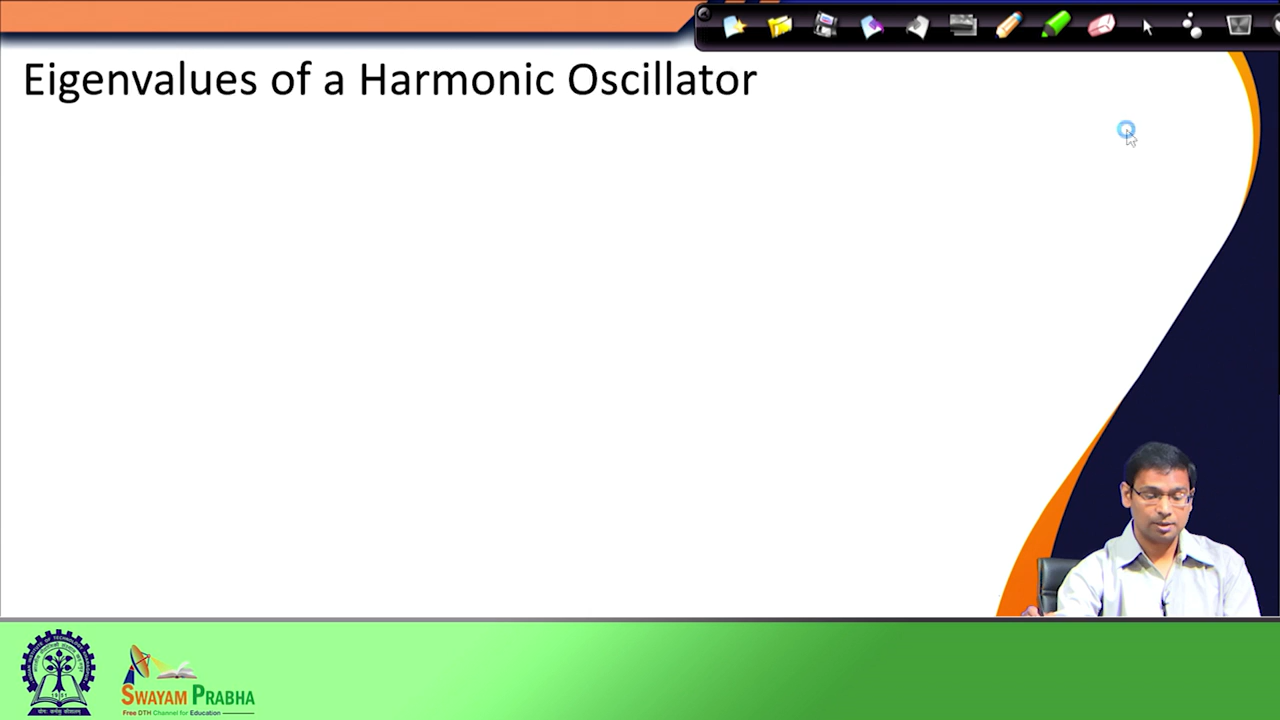 Eigenvalues of a Harmonic Oscillator
SWAYAM PRABHA
Free DTH Channel for Education